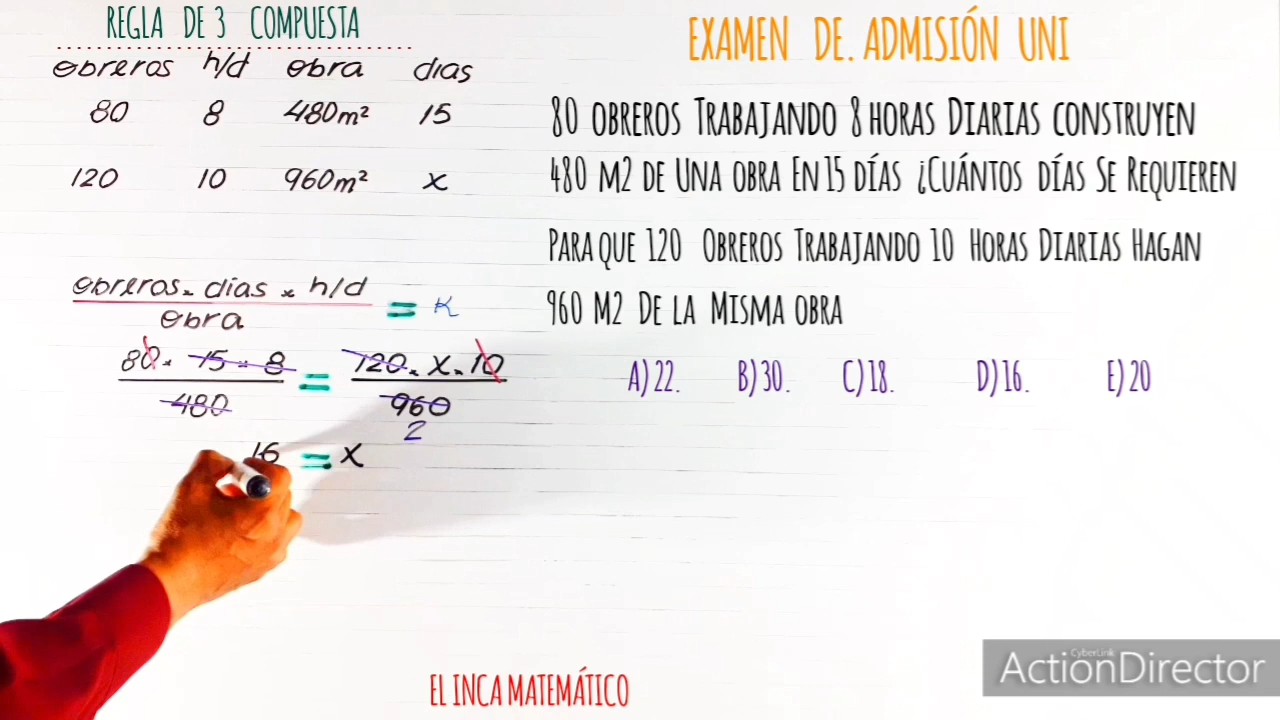 REGLA DE 3 COMPUESTA
obreros h/d obra dias
80 8 480m² 15
120 10 960m² x
obreros x dias x h/d = K
obra
80 x 15 x 8 = 120 x X x 10
480 960
2
16 = x
EXAMEN DE. ADMISIÓN UNI
80 OBREROS TRABAJANDO 8 HORAS DIARIAS CONSTRUYEN
480 M2 DE UNA OBRA EN 15 DÍAS ¿CUÁNTOS DÍAS SE REQUIEREN
PARA QUE 120 OBREROS TRABAJANDO 10 HORAS DIARIAS HAGAN
960 M2 DE LA MISMA OBRA
A) 22. B) 30. C) 18. D) 16. E) 20
EL INCA MATEMÁTICO
CyberLink
ActionDirector